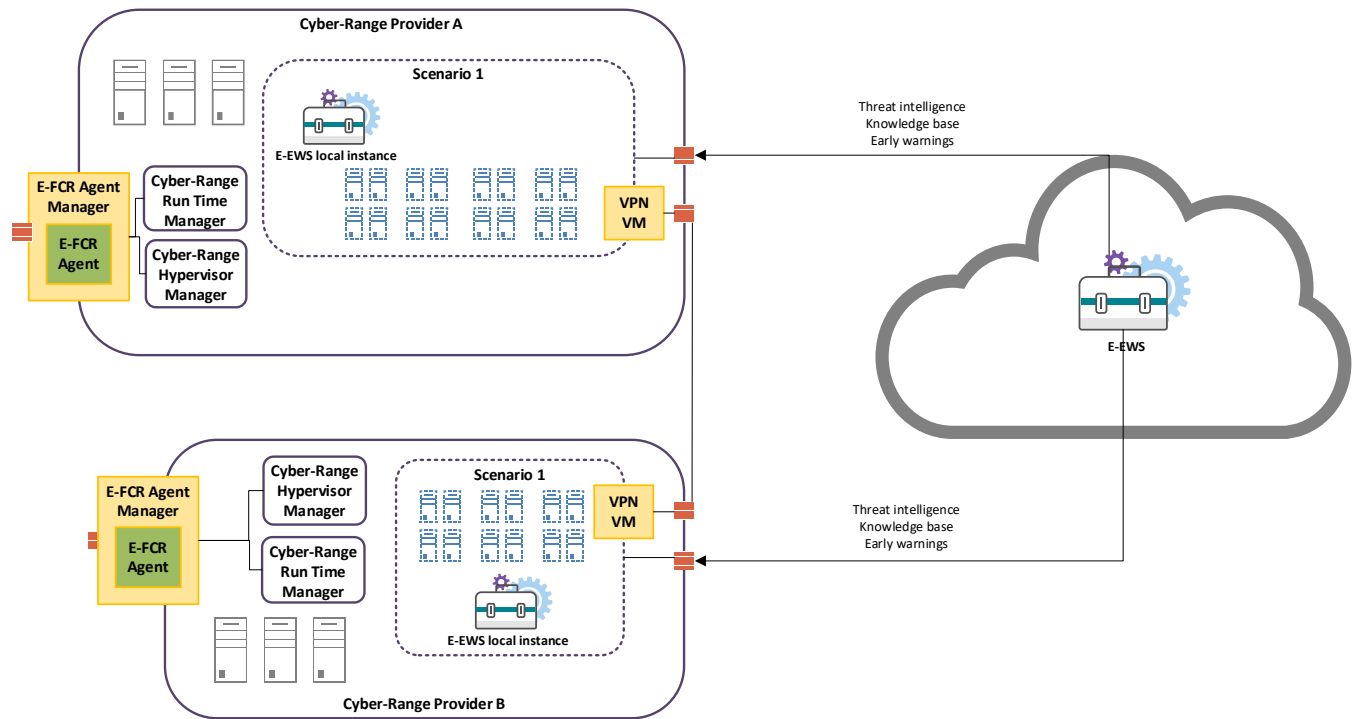 Cyber-Range Provider A
Scenario 1
E-EWS local instance
E-FCR Agent
Manager
E-FCR
Agent
Cyber-Range
Run Time
Manager
Cyber-Range
Hypervisor
Manager
VPN
VM
Threat intelligence
Knowledge base
Early warnings
E-EWS
Scenario 1
E-FCR Agent
Manager
E-FCR
Agent
Cyber-Range
Hypervisor
Manager
Cyber-Range
Run Time
Manager
VPN
VM
E-EWS local instance
Threat intelligence
Knowledge base
Early warnings
Cyber-Range Provider B